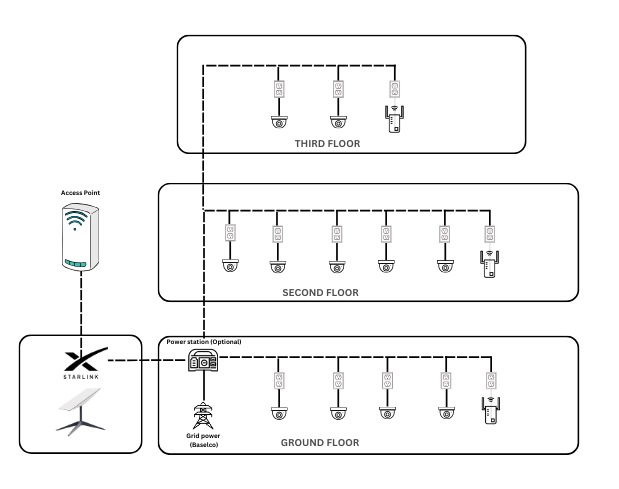 THIRD FLOOR
Access Point
SECOND FLOOR
Power station (Optional)
STARLINK
Grid power
(Baselco)
GROUND FLOOR